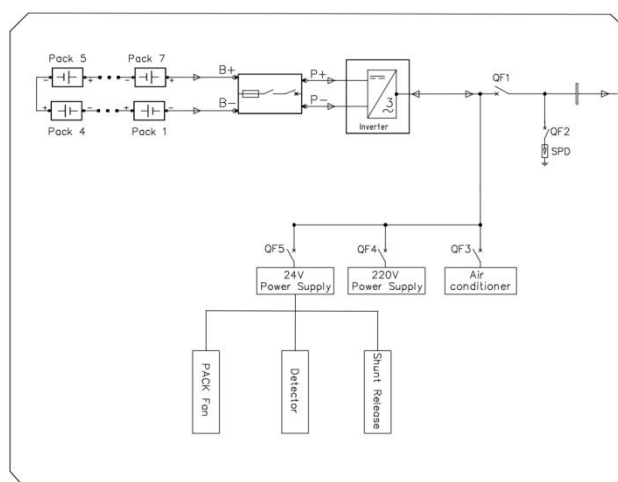 Pack 5
Pack 7
B+
P+
QF1
- +
- +
+ -
+ -
B-
P-
3
Pack 4
Pack 1
Inverter
QF2
SPD
QF5
QF4
QF3
24V
Power Supply
220V
Power Supply
Air
conditioner
PACK Fan
Detector
Shunt Release